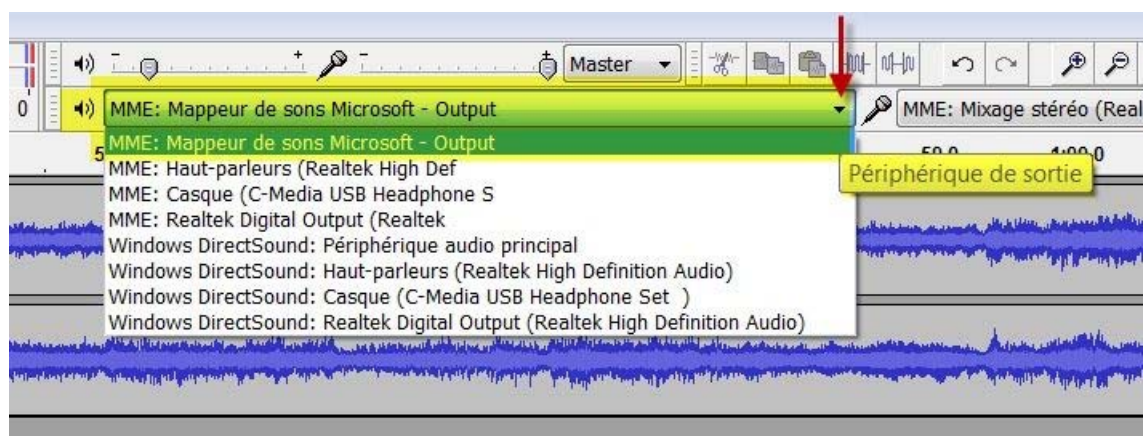 Master
0
MME: Mappeur de sons Microsoft - Output
MME: Mixage stéréo (Real
MME: Mappeur de sons Microsoft - Output
MME: Haut-parleurs (Realtek High Def
MME: Casque (C-Media USB Headphone S
MME: Realtek Digital Output (Realtek
Windows DirectSound: Périphérique audio principal
Windows DirectSound: Haut-parleurs (Realtek High Definition Audio)
Windows DirectSound: Casque (C-Media USB Headphone Set )
Windows DirectSound: Realtek Digital Output (Realtek High Definition Audio)
Périphérique de sortie